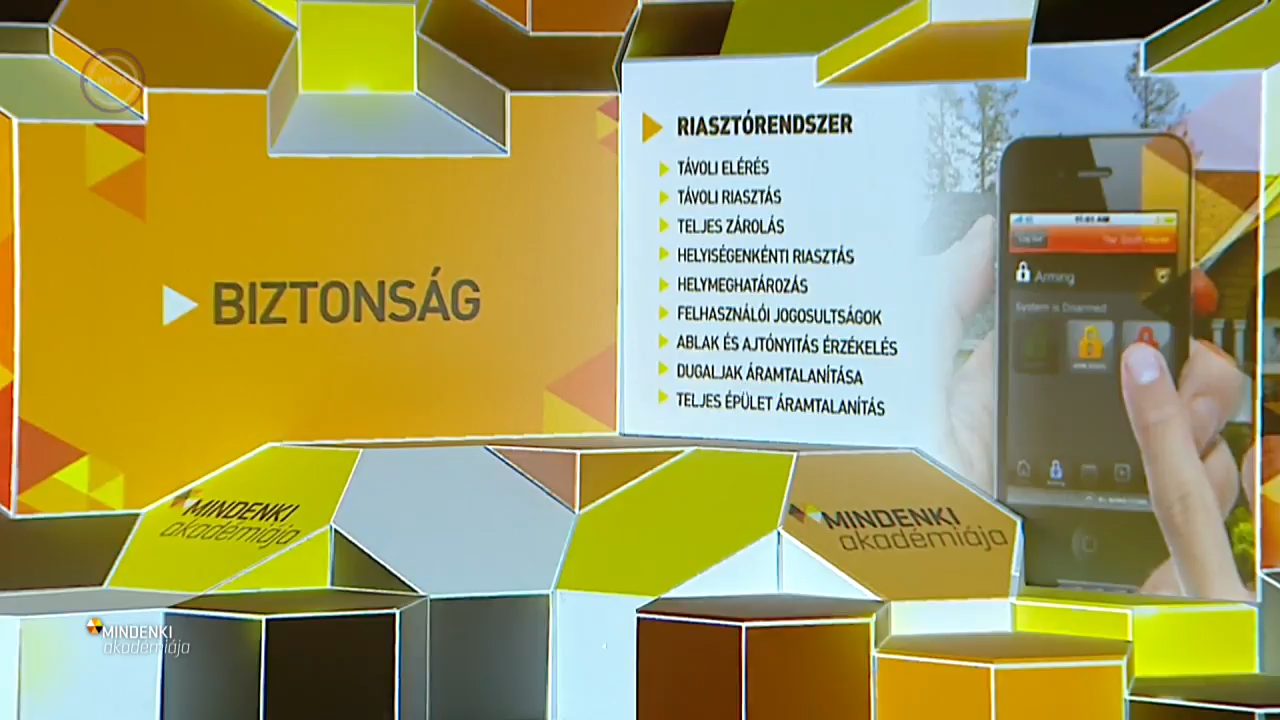 BIZTONSÁG
RIASZTÓRENDSZER
TÁVOLI ELÉRÉS
TÁVOLI RIASZTÁS
TELJES ZÁROLÁS
HELYISÉGENKÉNTI RIASZTÁS
HELYMEGHATÁROZÁS
FELHASZNÁLÓI JOGOSULTSÁGOK
ABLAK ÉS AJTÓNYITÁS ÉRZÉKELÉS
DUGALJAK ÁRAMTALANÍTÁSA
TELJES ÉPÜLET ÁRAMTALANÍTÁS
Arming
System is Disarmed
MINDENKI
akadémiája
MINDENKI
akadémiája
MINDENKI
akadémiája